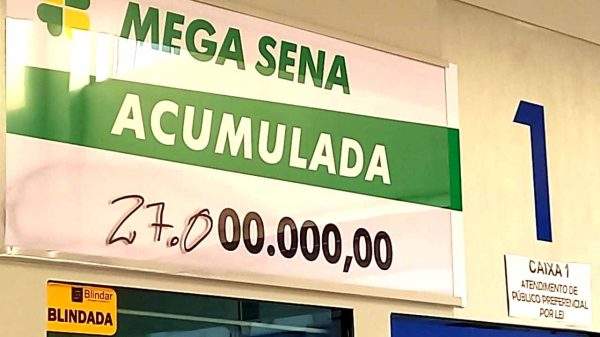 MEGA SENA
ACUMULADA
27.000.000,00
1
CAIXA 1
ATENDIMENTO DE
PÚBLICO PREFERENCIAL
POR LEI
Blindar
BLINDADA